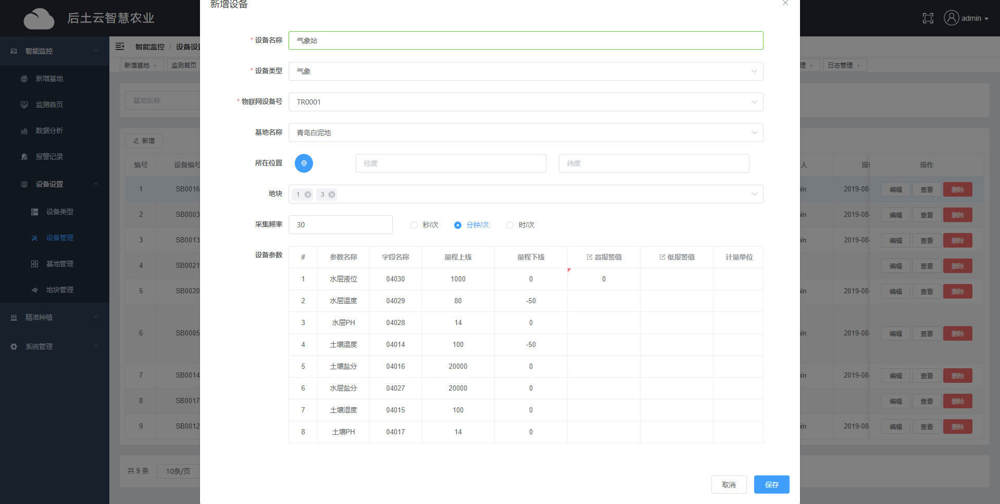 后土云智慧农业
admin
智能监控
新增基地
监测首页
数据分析
报警记录
设备设置
设备类型
设备管理
基地管理
地块管理
精准种植
系统管理
智能监控 / 设备设
新增基地 × 监测首页
理 × 日志管理 ×
基地名称
新增
编号 设备编号 人 操作
1 SB0016 in 2019-08- 编辑 查看 删除
2 SB0003 in 2019-08- 编辑 查看 删除
3 SB0013 in 2019-08- 编辑 查看 删除
4 SB0021 编辑 查看 删除
5 SB0020 in 2019-08- 编辑 查看 删除
6 SB0005 in 2019-08- 编辑 查看 删除
7 SB0014 in 2019-08- 编辑 查看 删除
8 SB0017 编辑 查看 删除
9 SB0012 in 2019-08- 编辑 查看 删除
共 9 条 10条/页
新增设备
* 设备名称 气象站
* 设备类型 气象
* 物联网设备号 TR0001
基地名称 青岛白泥地
所在位置 经度 纬度
地块 1 3
采集频率 30 秒/次 分钟/次 时/次
设备参数
# 参数名称 字段名称 量程上线 量程下线 高报警值 低报警值 计量单位
1 水层液位 04030 1000 0 0
2 水层温度 04029 80 -50
3 水层PH 04028 14 0
4 土壤温度 04014 100 -50
5 土壤盐分 04016 20000 0
6 水层盐分 04027 20000 0
7 土壤湿度 04015 100 0
8 土壤PH 04017 14 0
取消 保存